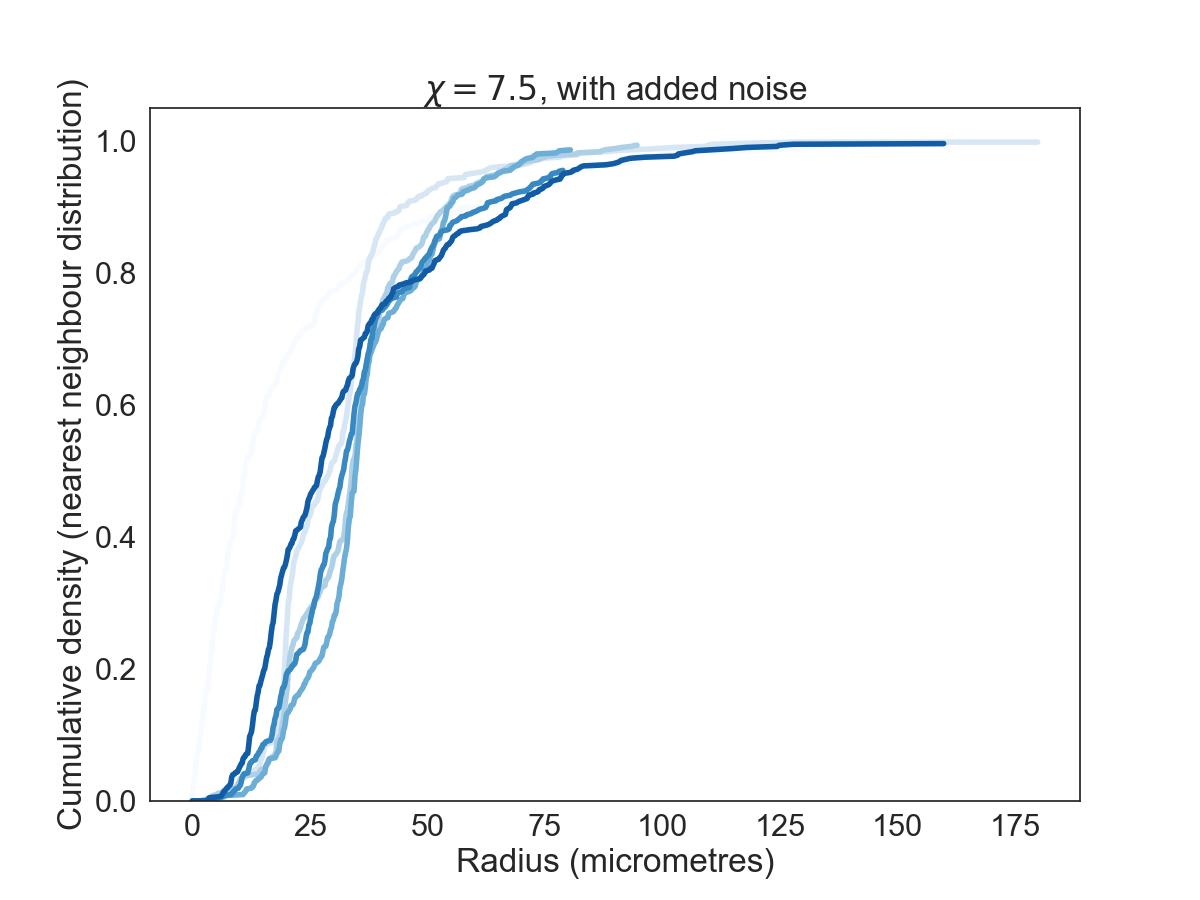 χ = 7.5, with added noise
Cumulative density (nearest neighbour distribution)
1.0
0.8
0.6
0.4
0.2
0.0
0 25 50 75 100 125 150 175
Radius (micrometres)